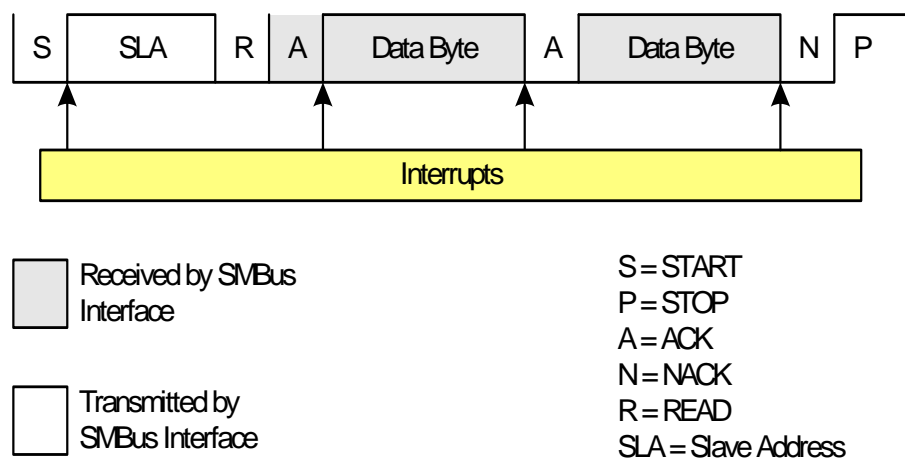 S SLA R A Data Byte A Data Byte N P
Interrupts
Received by SMBus
Interface
Transmitted by
SMBus Interface
S = START
P = STOP
A = ACK
N = NACK
R = READ
SLA = Slave Address